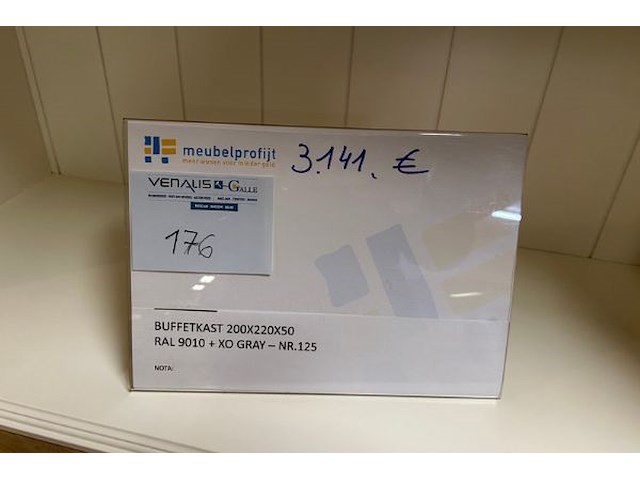 meubelprofijt
meer wonen voor minder geld
3.141. €
VENALIS
GALLE
176
BUFFETKAST 200X220X50
RAL 9010 + XO GRAY – NR.125
NOTA: